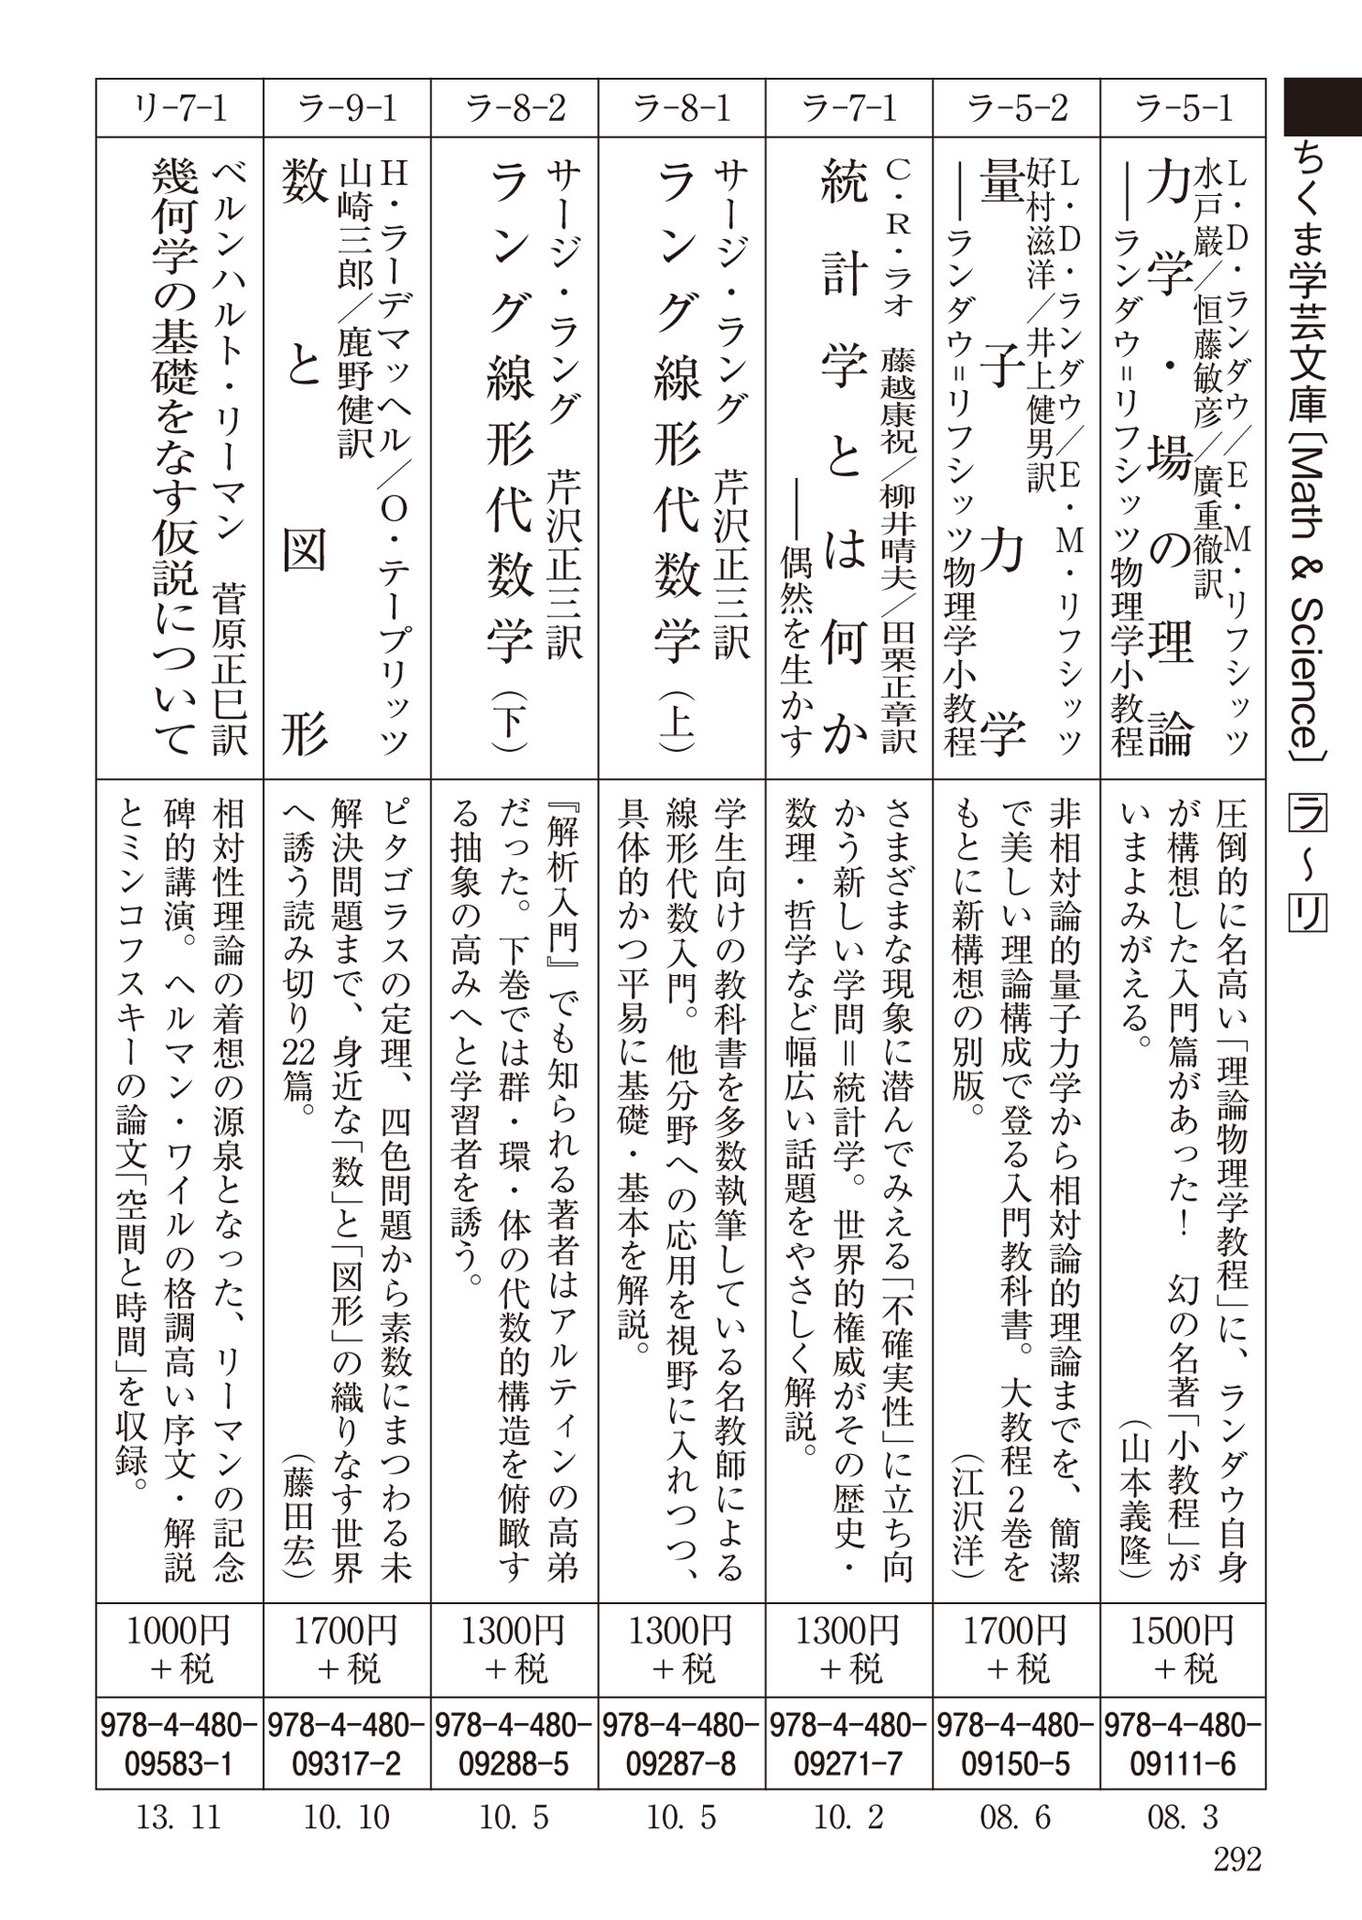 ちくま学芸文庫〔Math & Science〕 ラ〜リ
ラ-5-1
L・D・ランダウ／E・M・リフシッツ
水戸巌／恒藤敏彦／廣重徹訳
力学・場の理論
――ランダウ=リフシッツ物理学小教程
圧倒的に名高い「理論物理学教程」に、ランダウ自身
が構想した入門篇があった！　幻の名著「小教程」が
いまよみがえる。　（山本義隆）
1500円
＋税
978-4-480-
09111-6
08. 3
ラ-5-2
L・D・ランダウ／E・M・リフシッツ
好村滋洋／井上健男訳
量子力学
――ランダウ=リフシッツ物理学小教程
非相対論的量子力学から相対論的理論までを、簡潔
で美しい理論構成で登る入門教科書。大教程２巻を
もとに新構想の別版。　（江沢洋）
1700円
＋税
978-4-480-
09150-5
08. 6
ラ-7-1
C・R・ラオ　藤越康祝／柳井晴夫／田栗正章訳
統計学とは何か
――偶然を生かす
さまざまな現象に潜んでみえる「不確実性」に立ち向
かう新しい学問＝統計学。世界的権威がその歴史・
数理・哲学など幅広い話題をやさしく解説。
1300円
＋税
978-4-480-
09271-7
10. 2
ラ-8-1
サージ・ラング　芹沢正三訳
ラング線形代数学（上）
学生向けの教科書を多数執筆している名教師による
線形代数入門。他分野への応用を視野に入れつつ、
具体的かつ平易に基礎・基本を解説。
1300円
＋税
978-4-480-
09287-8
10. 5
ラ-8-2
サージ・ラング　芹沢正三訳
ラング線形代数学（下）
『解析入門』でも知られる著者はアルティンの高弟
だった。下巻では群・環・体の代数的構造を俯瞰す
る抽象の高みへと学習者を誘う。
1300円
＋税
978-4-480-
09288-5
10. 5
ラ-9-1
H・ラーデマッヘル／O・テープリッツ
山崎三郎／鹿野健訳
数と図形
ピタゴラスの定理、四色問題から素数にまつわる未
解決問題まで、身近な「数」と「図形」の織りなす世界
へ誘う読み切り22篇。　（藤田宏）
1700円
＋税
978-4-480-
09317-2
10. 10
リ-7-1
ベルンハルト・リーマン　菅原正巳訳
幾何学の基礎をなす仮説について
相対性理論の着想の源泉となった、リーマンの記念
碑的講演。ヘルマン・ワイルの格調高い序文・解説
とミンコフスキーの論文「空間と時間」を収録。
1000円
＋税
978-4-480-
09583-1
13. 11
292